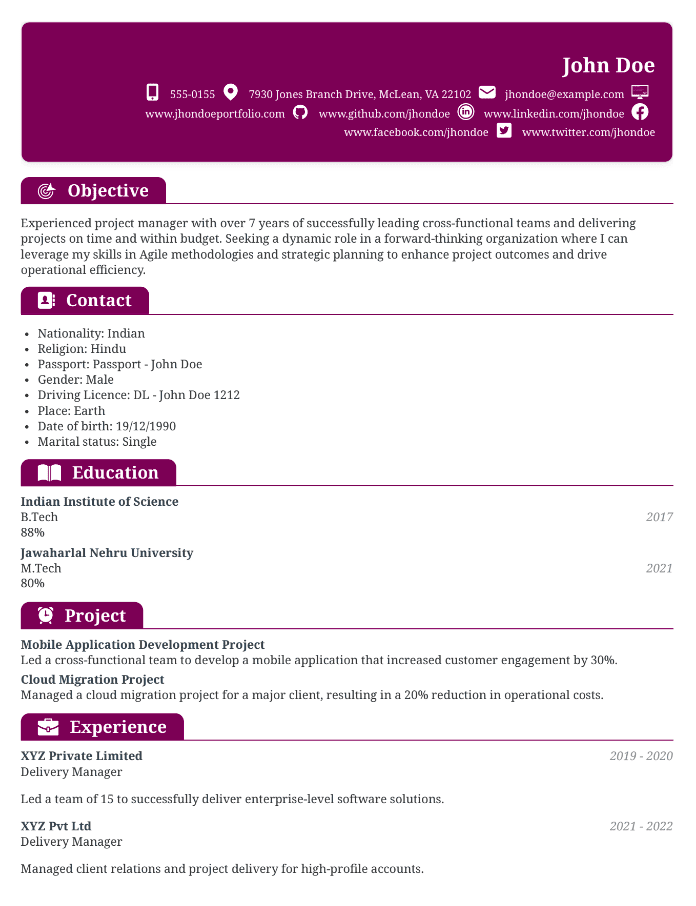 John Doe
555-0155 7930 Jones Branch Drive, McLean, VA 22102 jhondoe@example.com
www.jhondoeportfolio.com www.github.com/jhondoe www.linkedin.com/jhondoe
www.facebook.com/jhondoe www.twitter.com/jhondoe
Objective
Experienced project manager with over 7 years of successfully leading cross-functional teams and delivering
projects on time and within budget. Seeking a dynamic role in a forward-thinking organization where I can
leverage my skills in Agile methodologies and strategic planning to enhance project outcomes and drive
operational efficiency.
Contact
• Nationality: Indian
• Religion: Hindu
• Passport: Passport - John Doe
• Gender: Male
• Driving Licence: DL - John Doe 1212
• Place: Earth
• Date of birth: 19/12/1990
• Marital status: Single
Education
Indian Institute of Science
B.Tech 2017
88%
Jawaharlal Nehru University
M.Tech 2021
80%
Project
Mobile Application Development Project
Led a cross-functional team to develop a mobile application that increased customer engagement by 30%.
Cloud Migration Project
Managed a cloud migration project for a major client, resulting in a 20% reduction in operational costs.
Experience
XYZ Private Limited 2019 - 2020
Delivery Manager
Led a team of 15 to successfully deliver enterprise-level software solutions.
XYZ Pvt Ltd 2021 - 2022
Delivery Manager
Managed client relations and project delivery for high-profile accounts.